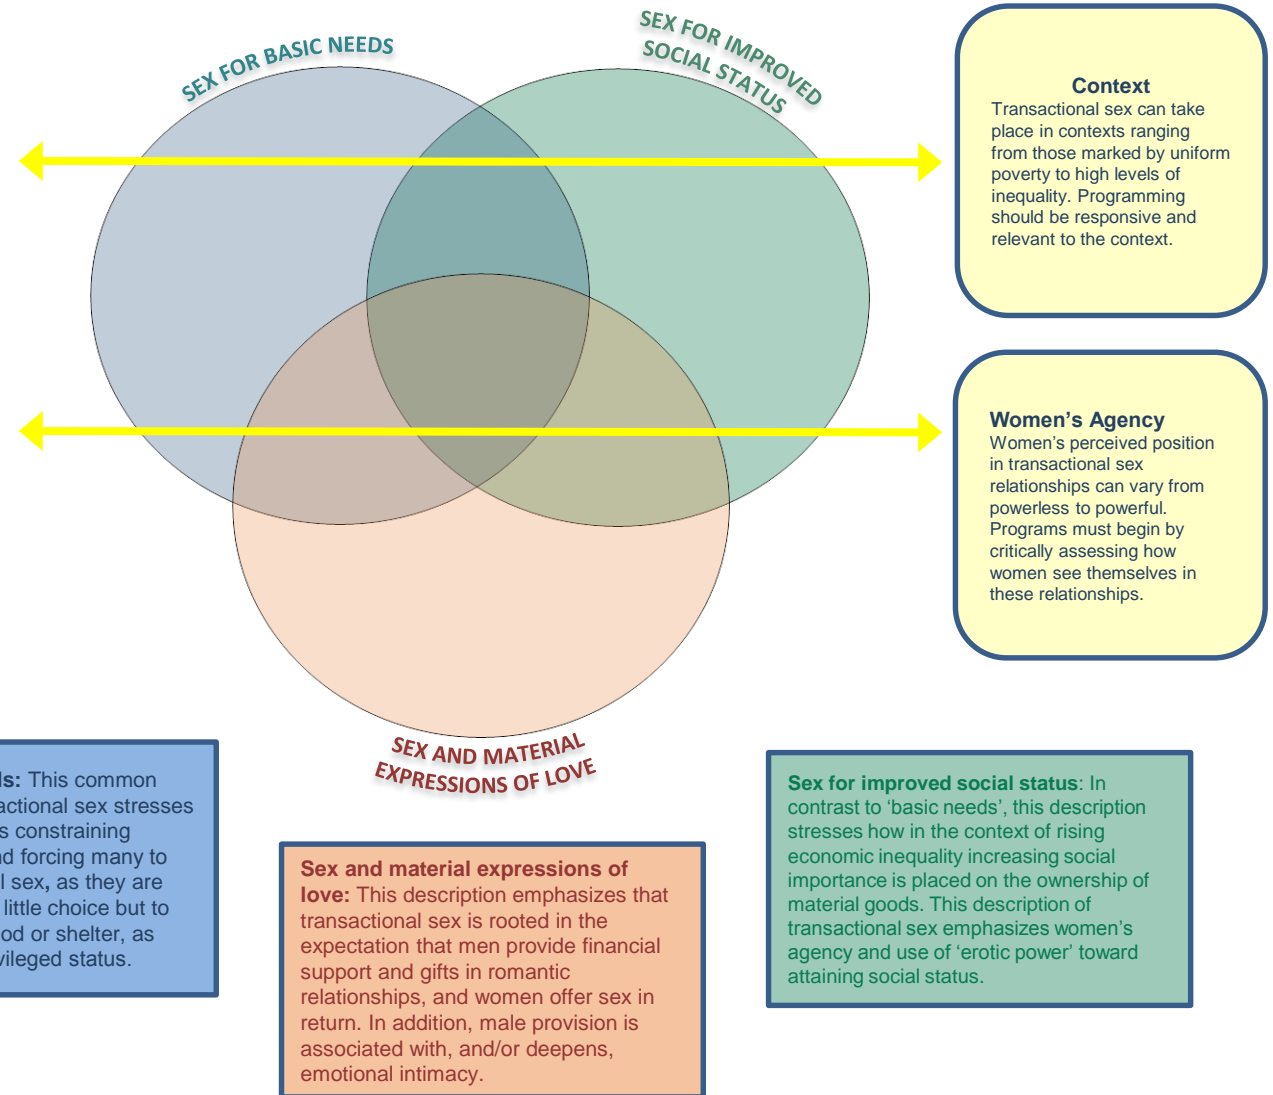 SEX FOR BASIC NEEDS
SEX FOR IMPROVED
SOCIAL STATUS
Context
Transactional sex can take
place in contexts ranging
from those marked by uniform
poverty to high levels of
inequality. Programming
should be responsive and
relevant to the context.
Women’s Agency
Women’s perceived position
in transactional sex
relationships can vary from
powerless to powerful.
Programs must begin by
critically assessing how
women see themselves in
these relationships.
SEX AND MATERIAL
EXPRESSIONS OF LOVE
This common
sex stresses
constraining
forcing many to
sex, as they are
little choice but to
or shelter, as
status.
Sex and material expressions of
love: This description emphasizes that
transactional sex is rooted in the
expectation that men provide financial
support and gifts in romantic
relationships, and women offer sex in
return. In addition, male provision is
associated with, and/or deepens,
emotional intimacy.
Sex for improved social status: In
contrast to ‘basic needs’, this description
stresses how in the context of rising
economic inequality increasing social
importance is placed on the ownership of
material goods. This description of
transactional sex emphasizes women’s
agency and use of ‘erotic power’ toward
attaining social status.